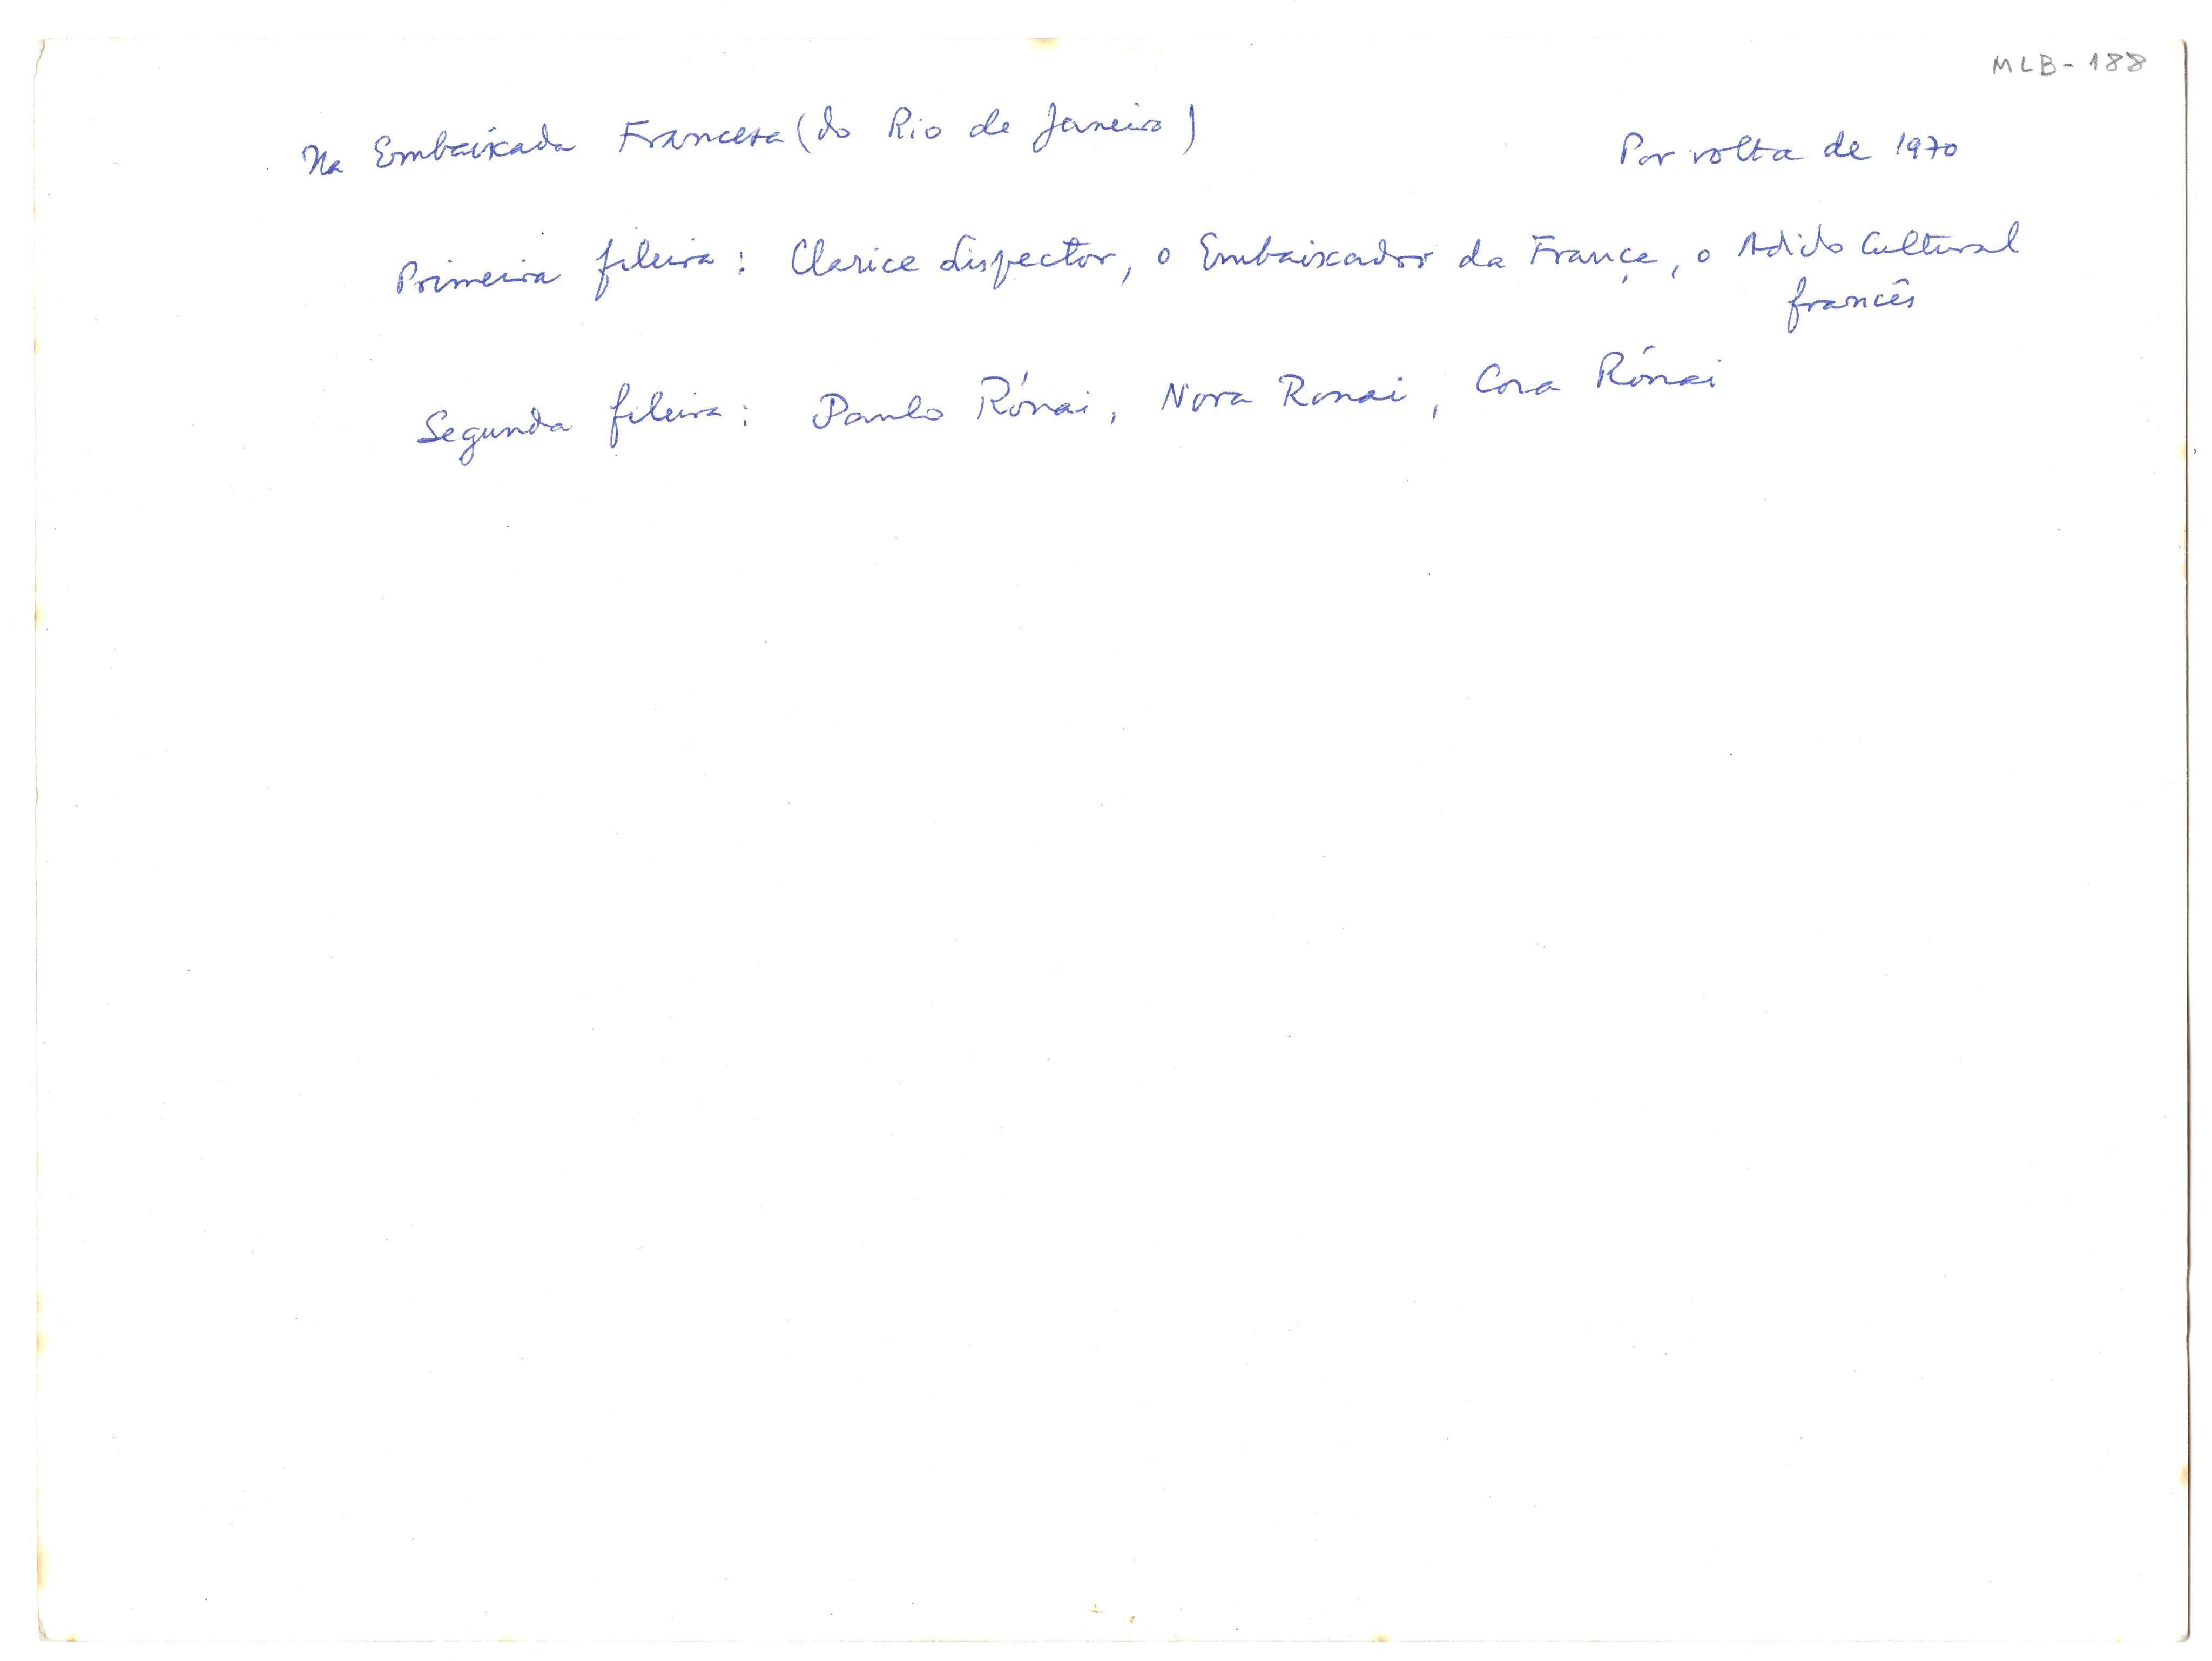 MLB-188
Na Embaixada Francesa (do Rio de Janeiro)
Por volta de 1970
Primeira fileira: Clarice Lispector, o Embaixador da França, o Adido Cultural
francês
Segunda fileira: Paulo Rónai, Nora Ronai, Cora Rónai